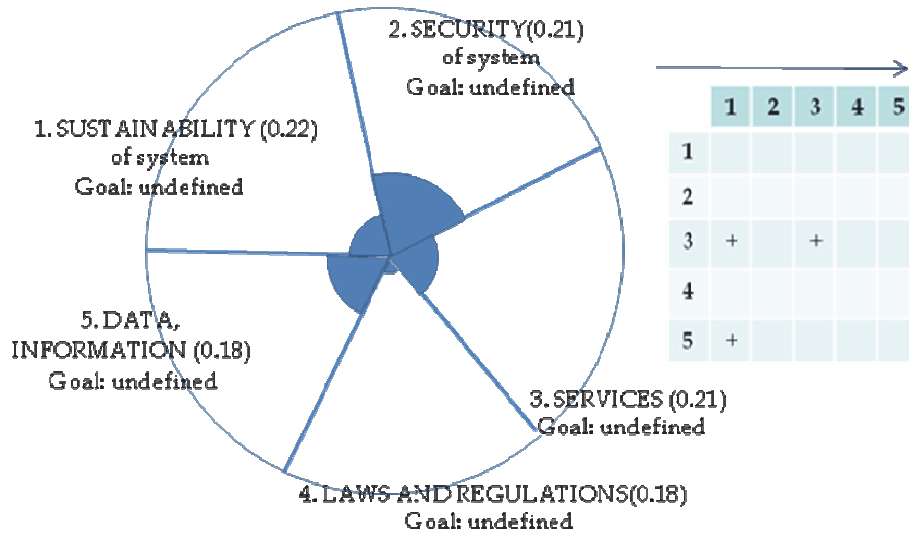 2. SECURITY(0.21)
of system
Goal: undefined
1. SUSTAINABILITY (0.22)
of system
Goal: undefined
5. DATA,
INFORMATION (0.18)
Goal: undefined
3. SERVICES (0.21)
Goal: undefined
4. LAWS AND REGULATIONS(0.18)
Goal: undefined
1 2 3 4 5
1
2
3 + +
4
5 +